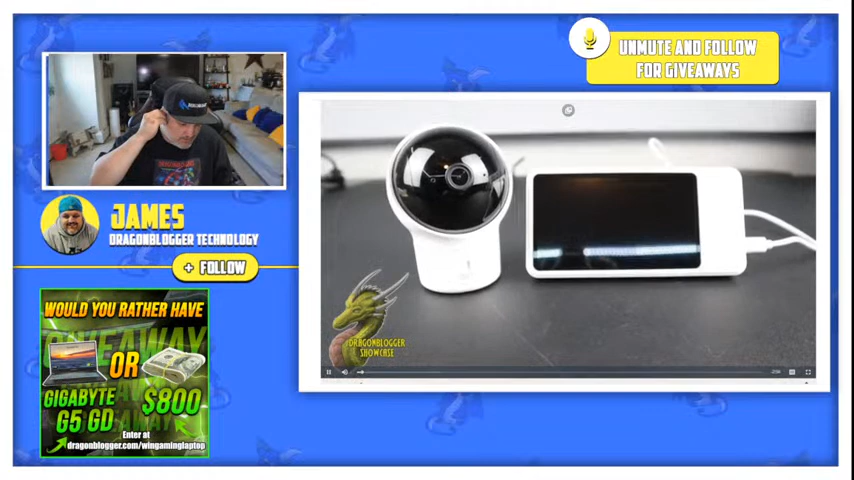 UNMUTE AND FOLLOW
FOR GIVEAWAYS
JAMES
DRAGONBLOGGER TECHNOLOGY
+ FOLLOW
WOULD YOU RATHER HAVE
GIVEAWAY
OR
GIGABYTE
G5 GD
$800
Enter at
dragonblogger.com/wingaminglaptop
DRAGONBLOGGER
SHOWCASE